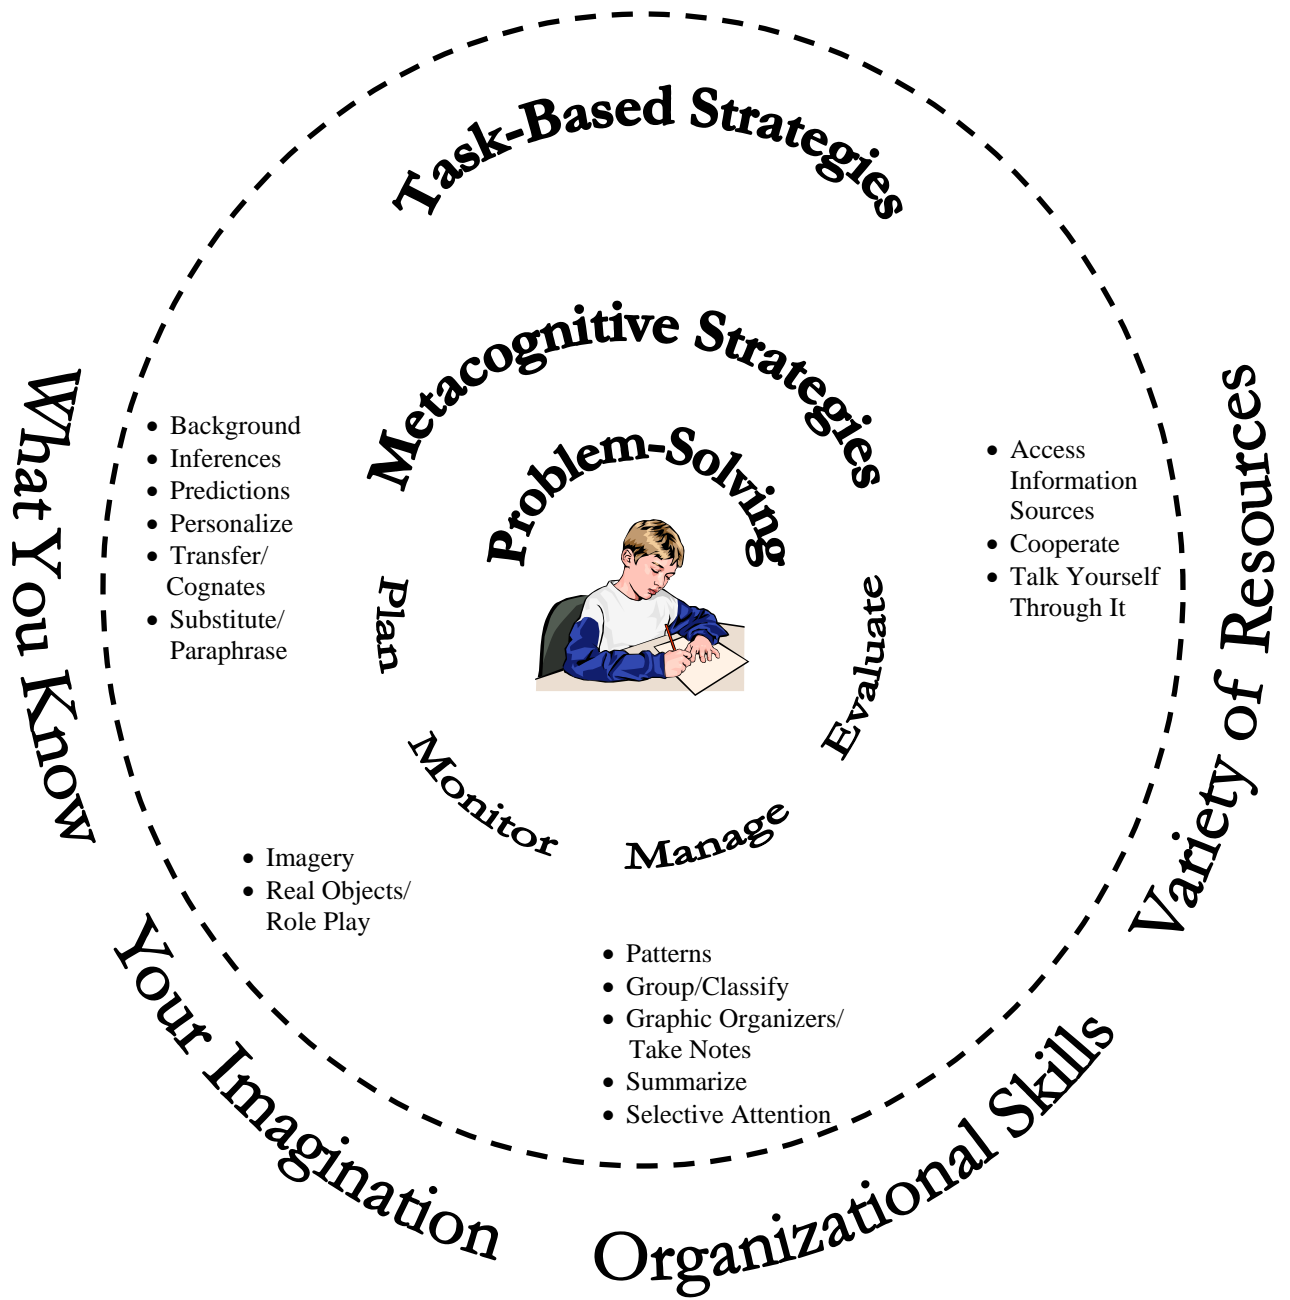 Task-Based Strategies
Metacognitive Strategies
Problem-Solving
Plan
Monitor
Manage
Evaluate
What You Know
• Background
• Inferences
• Predictions
• Personalize
• Transfer/
Cognates
• Substitute/
Paraphrase
Your Imagination
• Imagery
• Real Objects/
Role Play
Organizational Skills
• Patterns
• Group/Classify
• Graphic Organizers/
Take Notes
• Summarize
• Selective Attention
Variety of Resources
• Access
Information
Sources
• Cooperate
• Talk Yourself
Through It